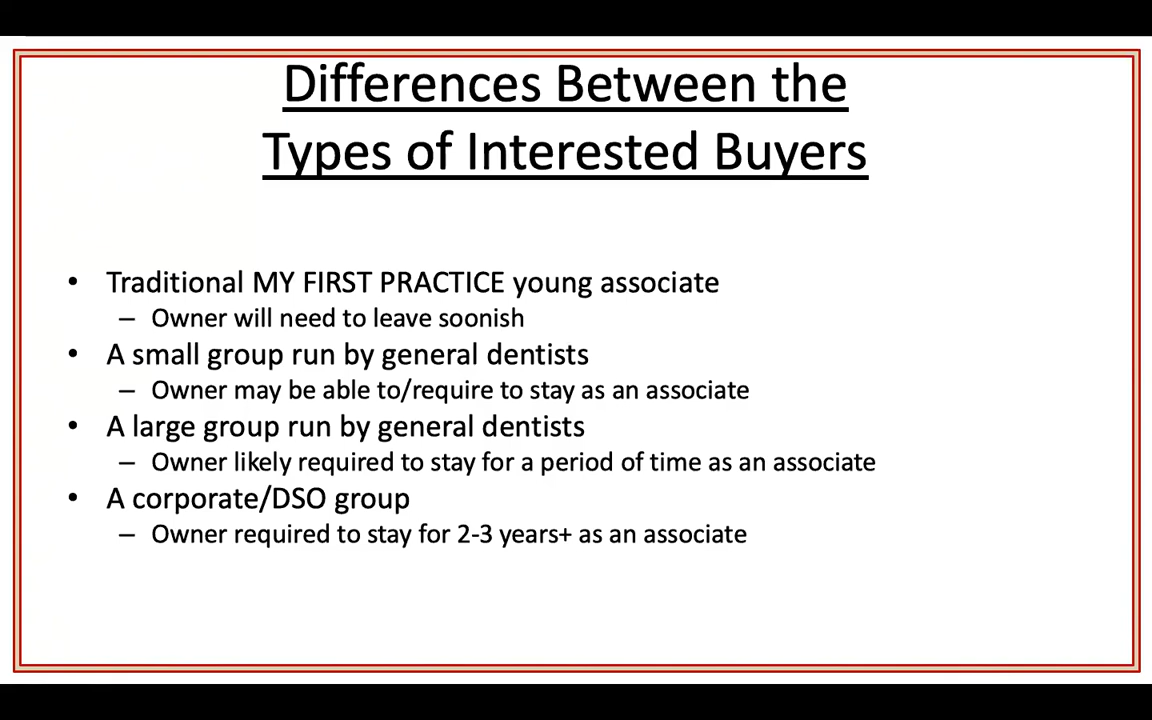 Differences Between the
Types of Interested Buyers
• Traditional MY FIRST PRACTICE young associate
– Owner will need to leave soonish
• A small group run by general dentists
– Owner may be able to/require to stay as an associate
• A large group run by general dentists
– Owner likely required to stay for a period of time as an associate
• A corporate/DSO group
– Owner required to stay for 2-3 years+ as an associate